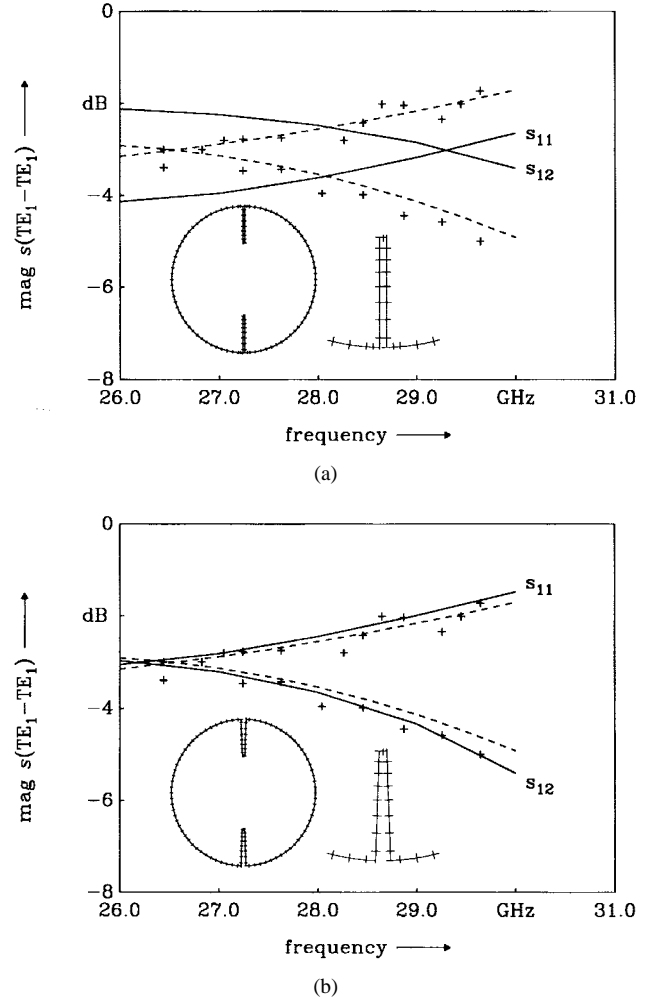 0
dB
-4
-6
-8
mag s(TE₁-TE₁) ⟶
s₁₁
s₁₂
26.0 27.0 28.0 29.0 GHz 31.0
frequency ⟶
(a)
0
dB
-4
-6
-8
mag s(TE₁-TE₁) ⟶
s₁₁
s₁₂
26.0 27.0 28.0 29.0 GHz 31.0
frequency ⟶
(b)